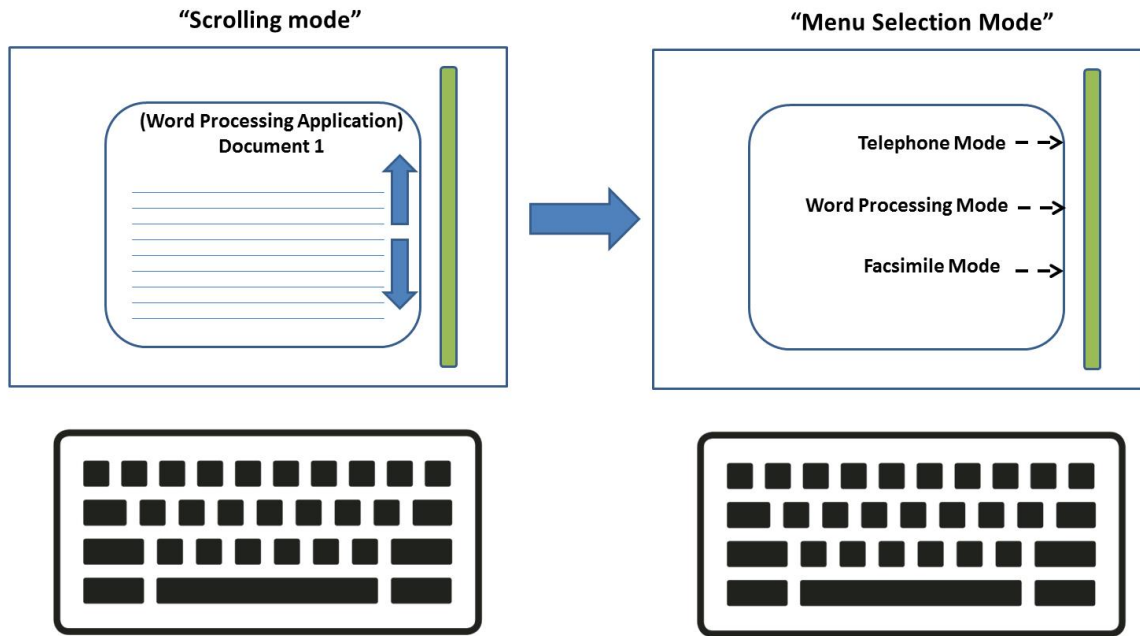 “Scrolling mode”
“Menu Selection Mode”
(Word Processing Application)
Document 1
Telephone Mode
Word Processing Mode
Facsimile Mode